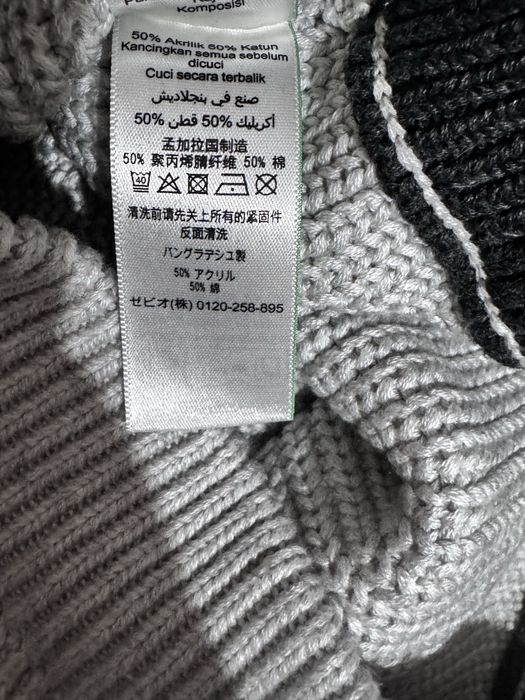 Komposisi
50% Akrilik 50% Katun
Kancingkan semua sebelum
dicuci
Cuci secara terbalik
صنع في بنجلاديش
50% أكريليك 50% قطن
孟加拉国制造
50% 聚丙烯腈纤维 50% 棉
40
清洗前请先关上所有的紧固件
反面清洗
バングラデシュ製
50% アクリル
50% 綿
ゼビオ(株) 0120-258-895